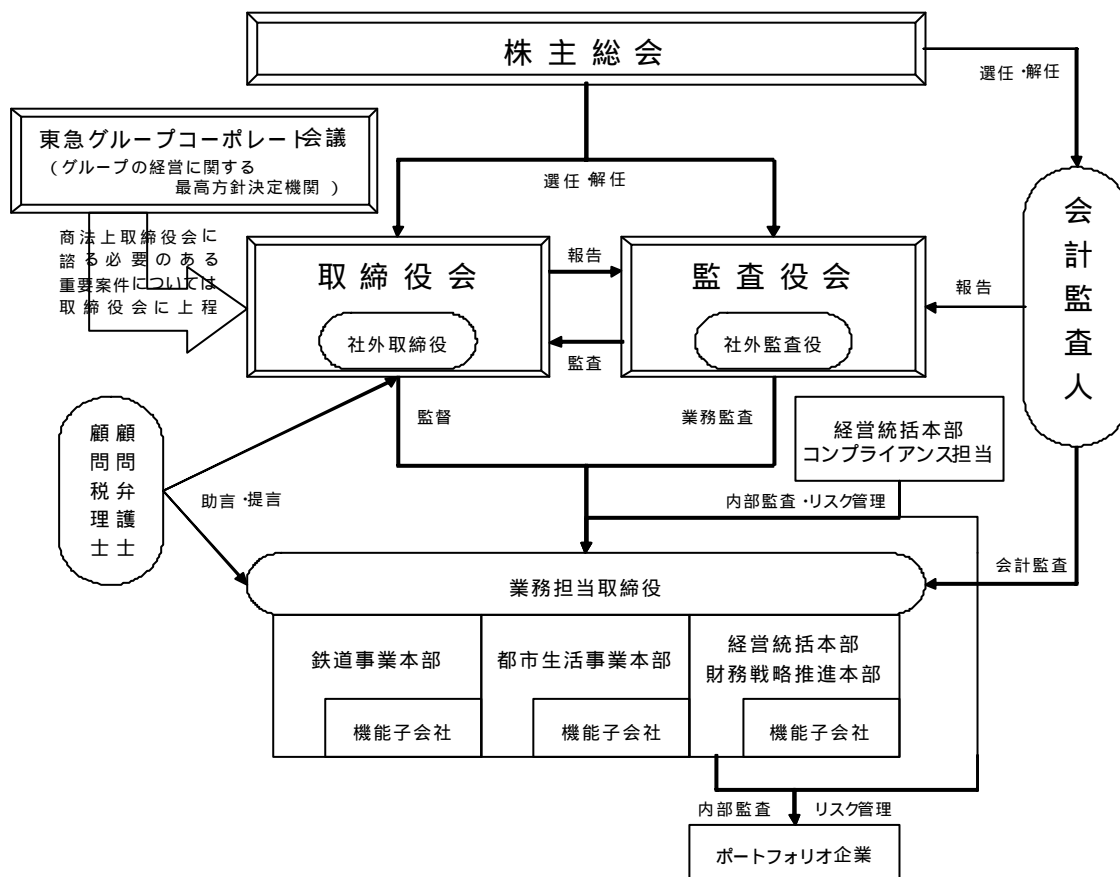 株主総会
選任・解任
東急グループコーポレート会議
(グループの経営に関する
最高方針決定機関 )
選任・解任
会計監査人
商法上取締役会に
諮る必要のある
重要案件については
取締役会に上程
取締役会
報告
監査役会
報告
社外取締役
監査
社外監査役
監督
業務監査
経営統括本部
コンプライアンス担当
顧問弁護士
顧問税理士
助言・提言
内部監査・リスク管理
会計監査
業務担当取締役
鉄道事業本部
都市生活事業本部
経営統括本部
財務戦略推進本部
機能子会社
機能子会社
機能子会社
内部監査
リスク管理
ポートフォリオ企業